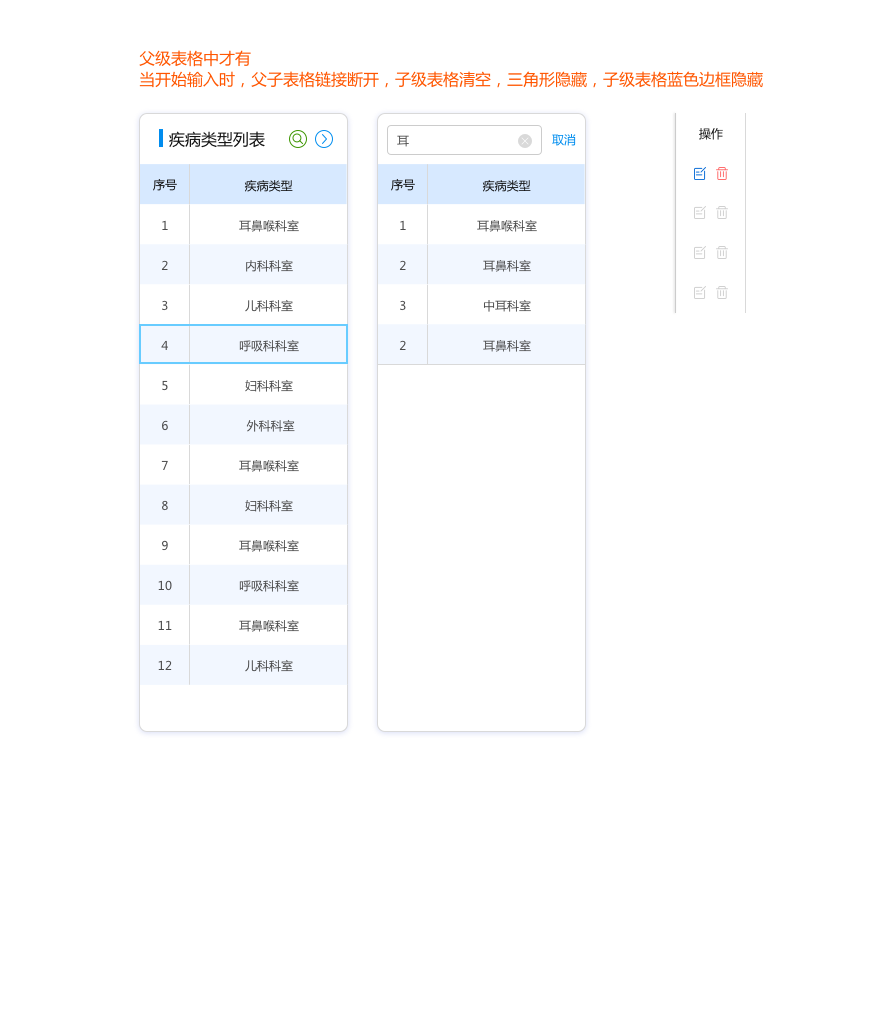 父级表格中才有
当开始输入时，父子表格链接断开，子级表格清空，三角形隐藏，子级表格蓝色边框隐藏
疾病类型列表
序号 疾病类型
1 耳鼻喉科室
2 内科科室
3 儿科科室
4 呼吸科科室
5 妇科科室
6 外科科室
7 耳鼻喉科室
8 妇科科室
9 耳鼻喉科室
10 呼吸科科室
11 耳鼻喉科室
12 儿科科室
耳 取消
序号 疾病类型
1 耳鼻喉科室
2 耳鼻科室
3 中耳科室
2 耳鼻科室
操作